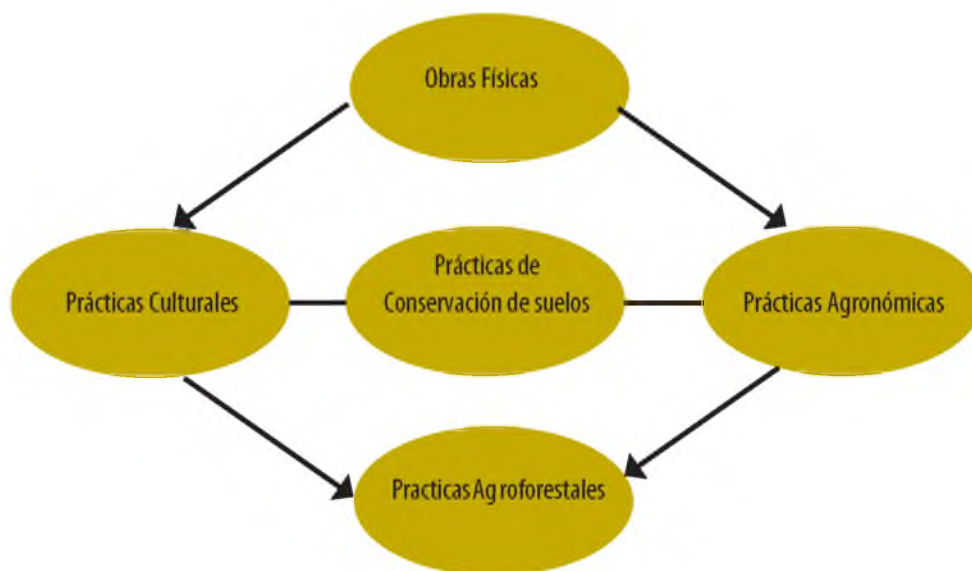 Obras Físicas
Prácticas Culturales
Prácticas de
Conservación de suelos
Prácticas Agronómicas
Practicas Agroforestales